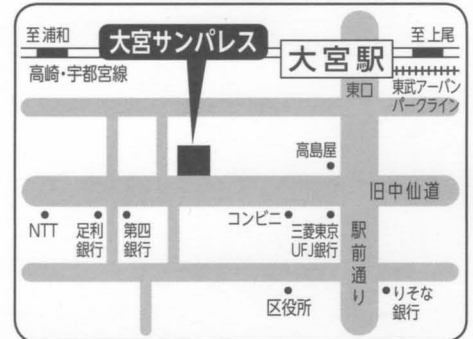 至浦和
大宮サンパレス
大宮駅
至上尾
高崎・宇都宮線
東口
東武アーバン
パークライン
高島屋
旧中仙道
NTT
足利
銀行
第四
銀行
コンビニ
三菱東京
UFJ銀行
駅前通り
区役所
りそな
銀行